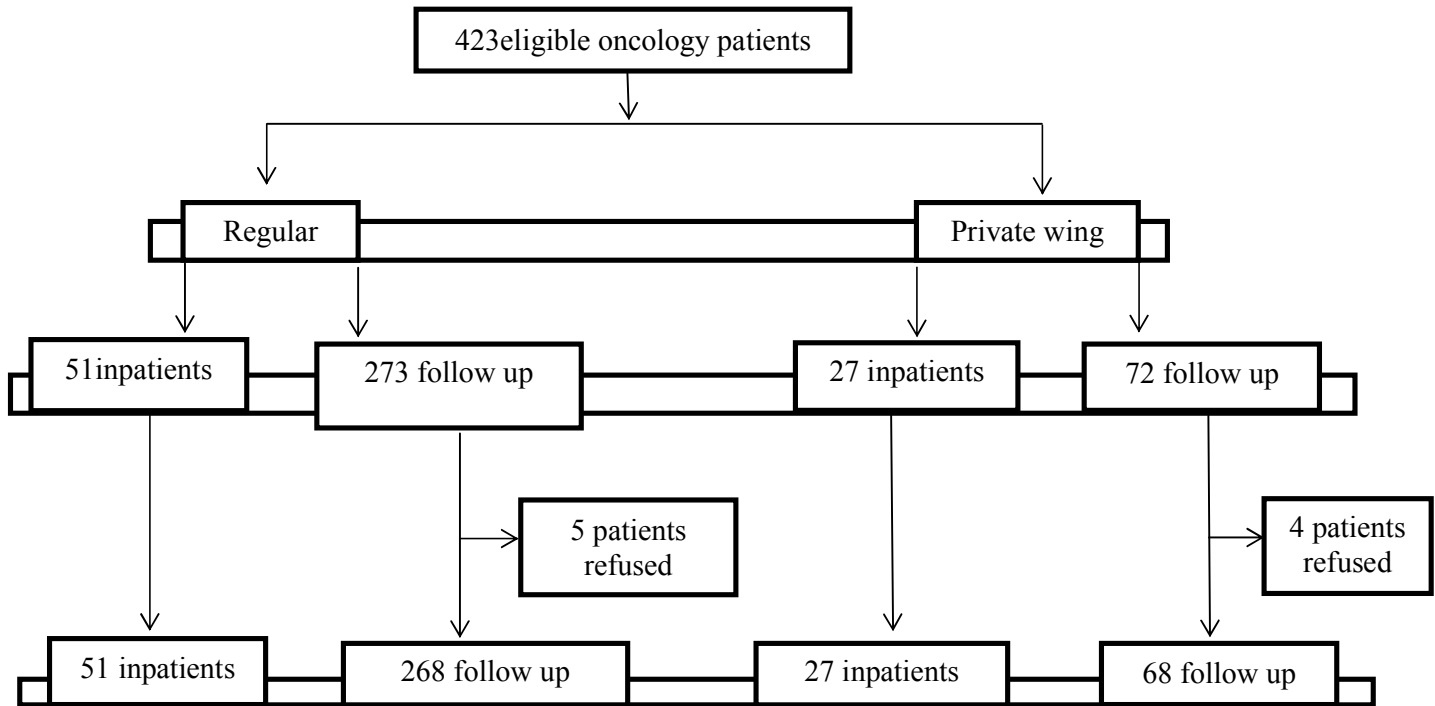 423eligible oncology patients
Regular
Private wing
51inpatients
273 follow up
27 inpatients
72 follow up
5 patients
refused
4 patients
refused
51 inpatients
268 follow up
27 inpatients
68 follow up